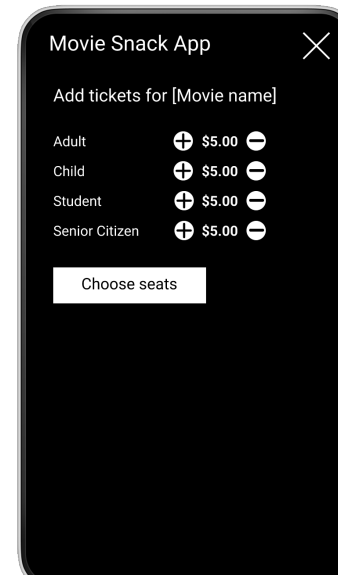 Movie Snack App
Add tickets for [Movie name]
Adult $5.00
Child $5.00
Student $5.00
Senior Citizen $5.00
Choose seats